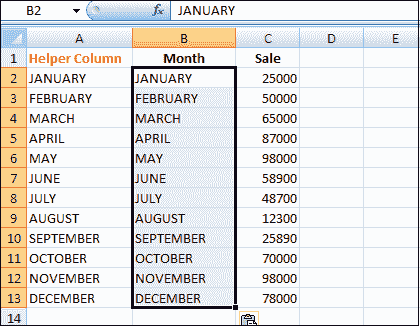 B2 fx JANUARY
A B C D E
1 Helper Column Month Sale
2 JANUARY JANUARY 25000
3 FEBRUARY FEBRUARY 50000
4 MARCH MARCH 65000
5 APRIL APRIL 87000
6 MAY MAY 98000
7 JUNE JUNE 58900
8 JULY JULY 48700
9 AUGUST AUGUST 12300
10 SEPTEMBER SEPTEMBER 25890
11 OCTOBER OCTOBER 70000
12 NOVEMBER NOVEMBER 98000
13 DECEMBER DECEMBER 78000
14